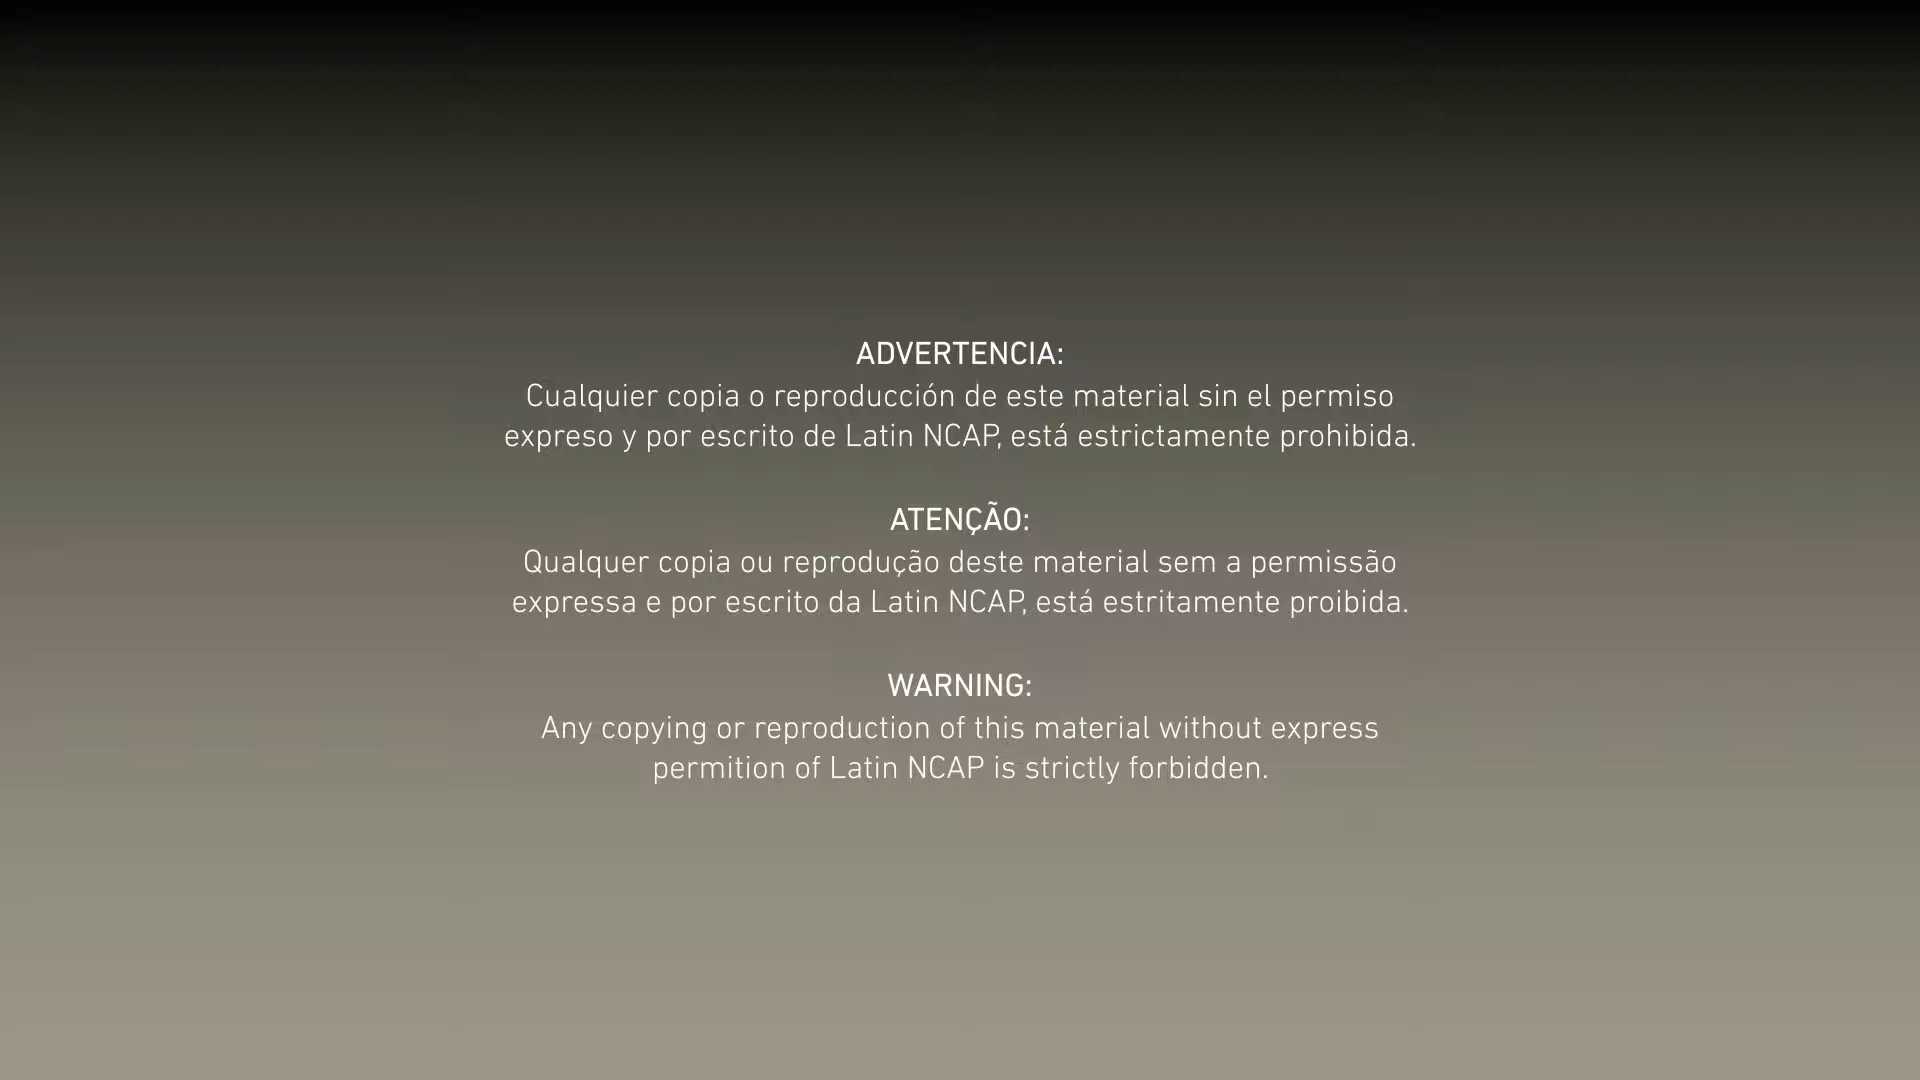 ADVERTENCIA:
Cualquier copia o reproducción de este material sin el permiso
expreso y por escrito de Latin NCAP, está estrictamente prohibida.
ATENÇÃO:
Qualquer copia ou reprodução deste material sem a permissão
expressa e por escrito da Latin NCAP, está estritamente proibida.
WARNING:
Any copying or reproduction of this material without express
permition of Latin NCAP is strictly forbidden.